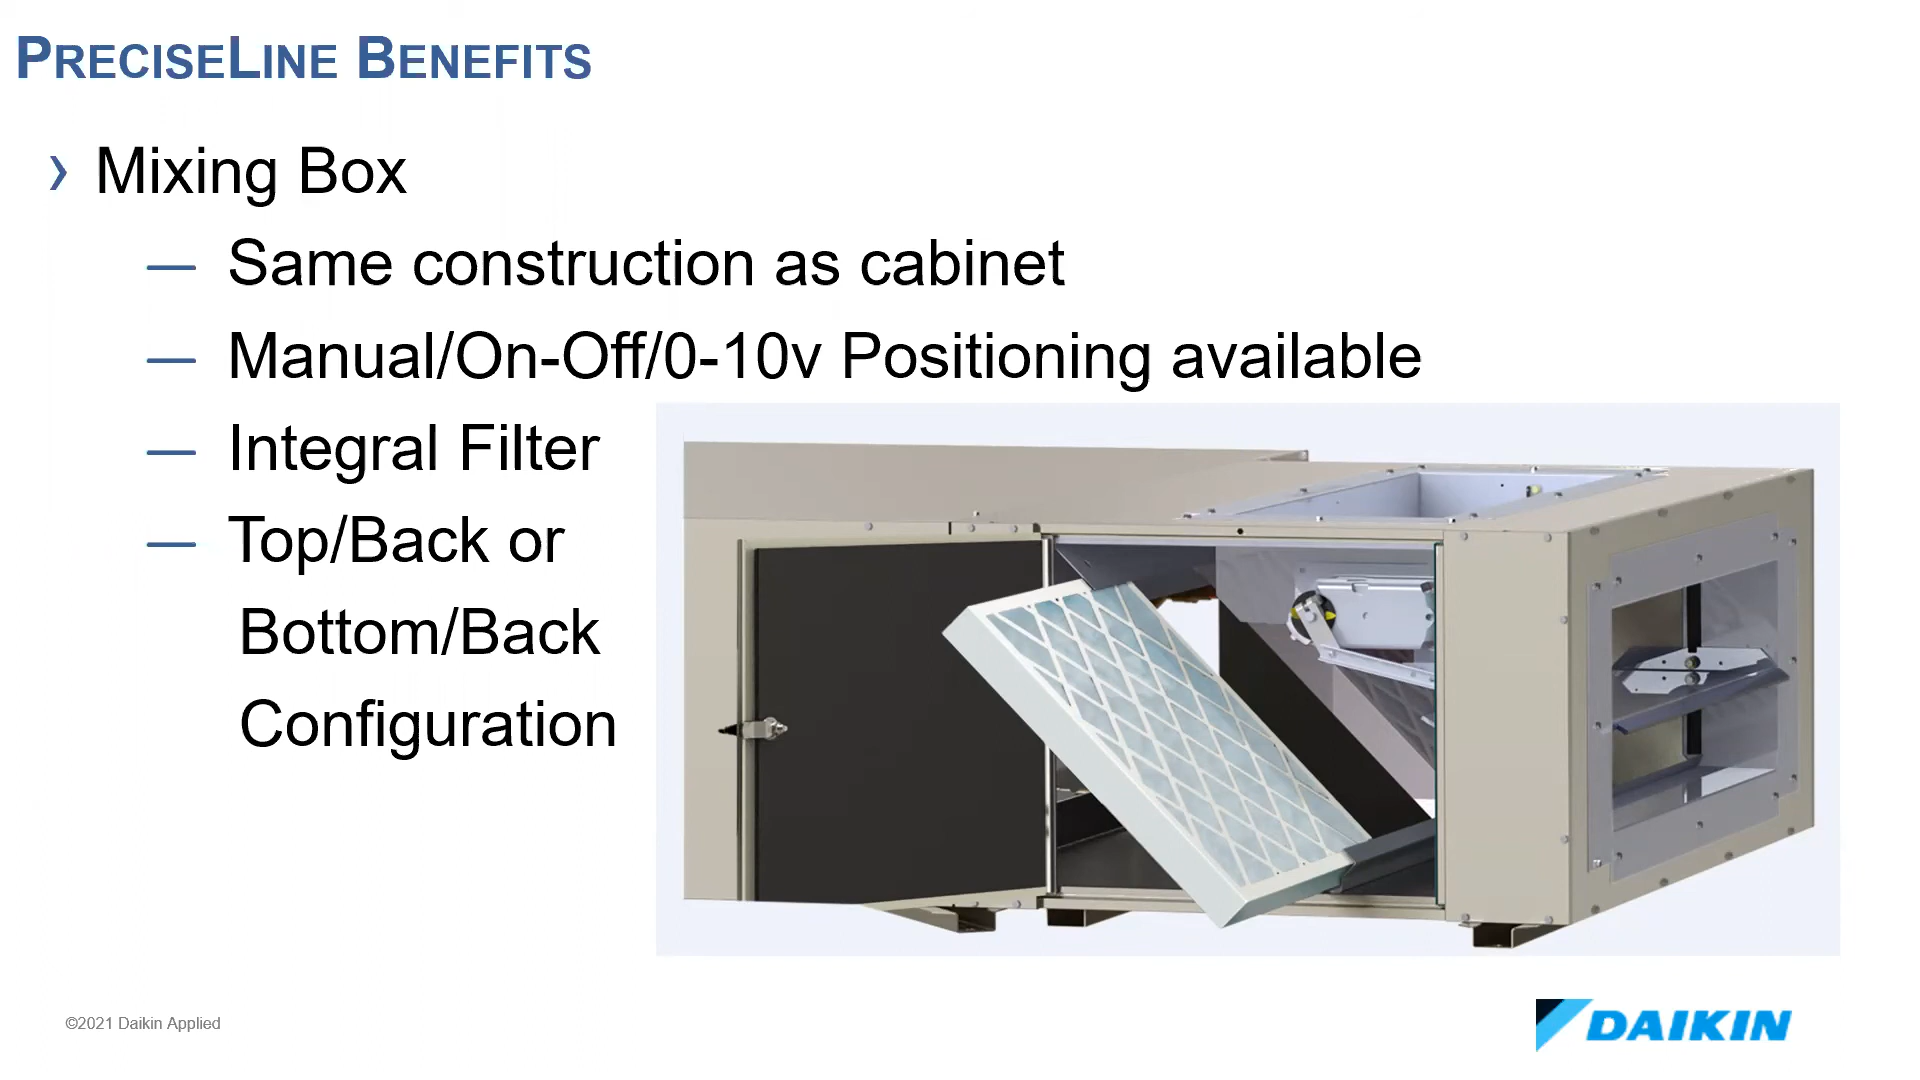 PRECISELINE BENEFITS
› Mixing Box
— Same construction as cabinet
— Manual/On-Off/0-10v Positioning available
— Integral Filter
— Top/Back or
Bottom/Back
Configuration
©2021 Daikin Applied
DAIKIN